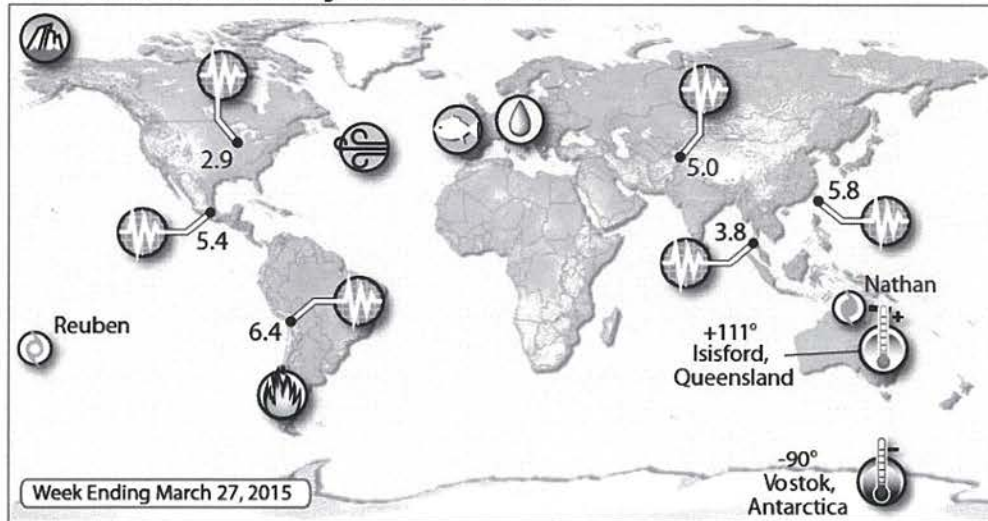 2.9
5.4
6.4
Reuben
5.0
5.8
3.8
Nathan
+111°
Isisford,
Queensland
-90°
Vostok,
Antarctica
Week Ending March 27, 2015